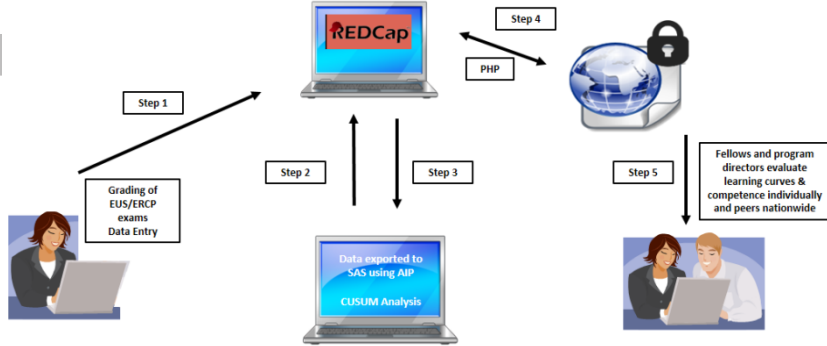 REDCap
Step 4
PHP
Step 1
Step 2
Step 3
Step 5
Fellows and program
directors evaluate
learning curves &
competence individually
and peers nationwide
Grading of
EUS/ERCP
exams
Data Entry
Data exported to
SAS using AIP
CUSUM Analysis